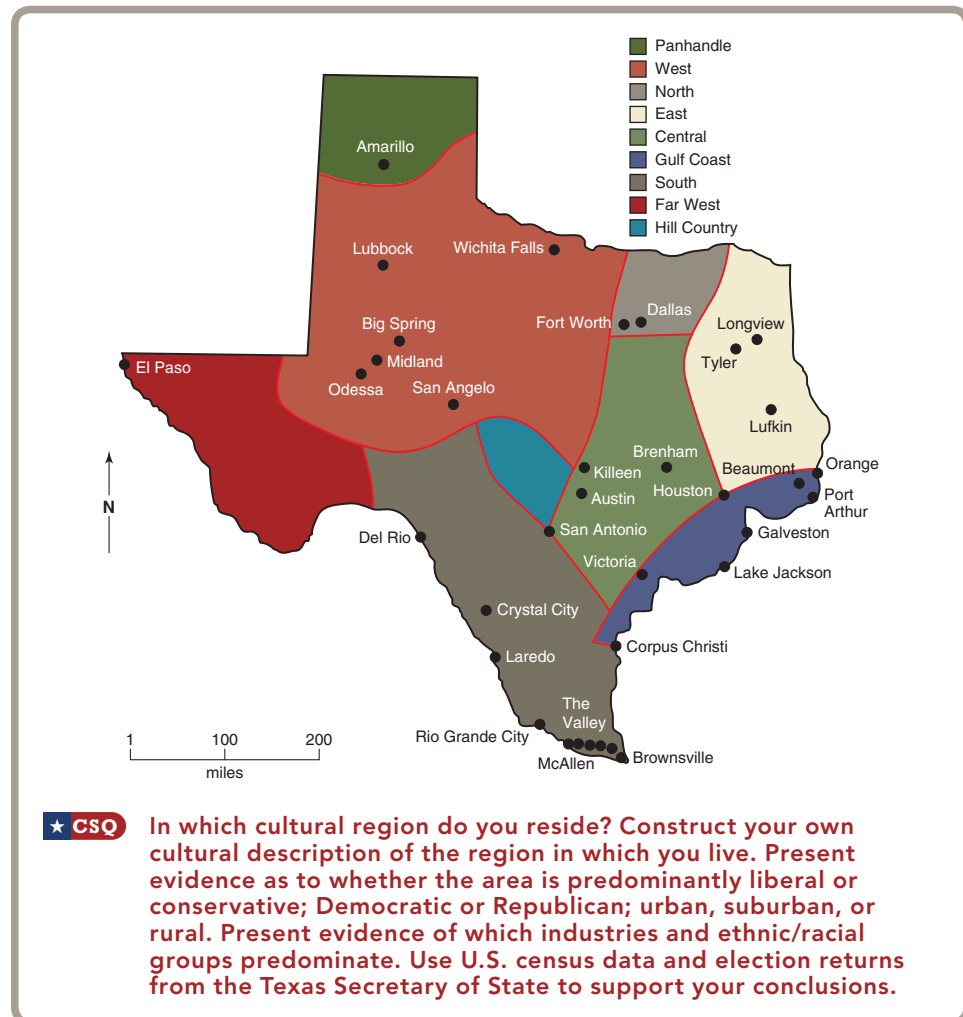 Panhandle
West
North
East
Central
Gulf Coast
South
Far West
Hill Country
Amarillo
Lubbock
Wichita Falls
Big Spring
Midland
Odessa
San Angelo
El Paso
Fort Worth
Dallas
Longview
Tyler
Lufkin
Brenham
Killeen
Austin
Houston
Beaumont
Orange
Port
Arthur
Galveston
San Antonio
Victoria
Lake Jackson
Del Rio
Crystal City
Laredo
Corpus Christi
The
Valley
Rio Grande City
McAllen
Brownsville
N
1 100 200
miles
CSQ
In which cultural region do you reside? Construct your own
cultural description of the region in which you live. Present
evidence as to whether the area is predominantly liberal or
conservative; Democratic or Republican; urban, suburban, or
rural. Present evidence of which industries and ethnic/racial
groups predominate. Use U.S. census data and election returns
from the Texas Secretary of State to support your conclusions.